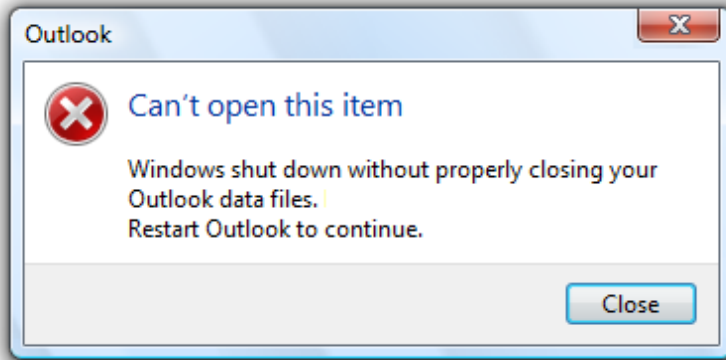 Outlook
Can't open this item
Windows shut down without properly closing your
Outlook data files.
Restart Outlook to continue.
Close